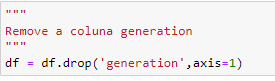 """
Remove a coluna generation
"""
df = df.drop('generation',axis=1)